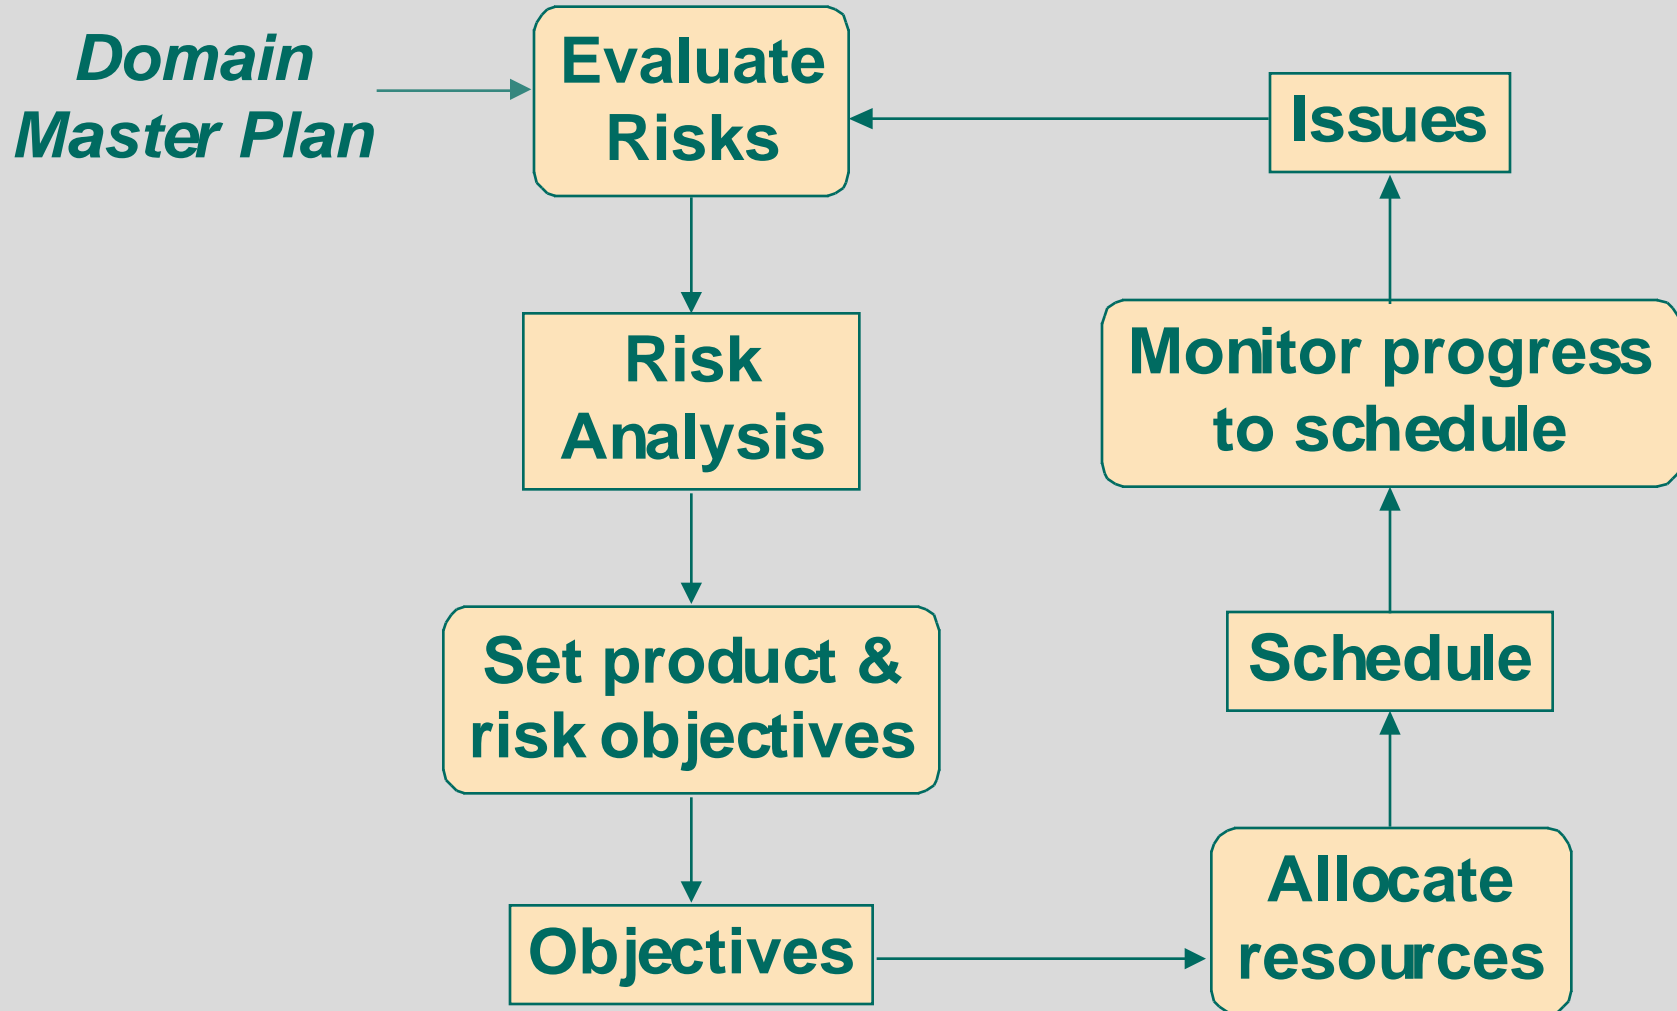 Domain
Master Plan
Evaluate
Risks
Issues
Risk
Analysis
Monitor progress
to schedule
Set product &
risk objectives
Schedule
Objectives
Allocate
resources